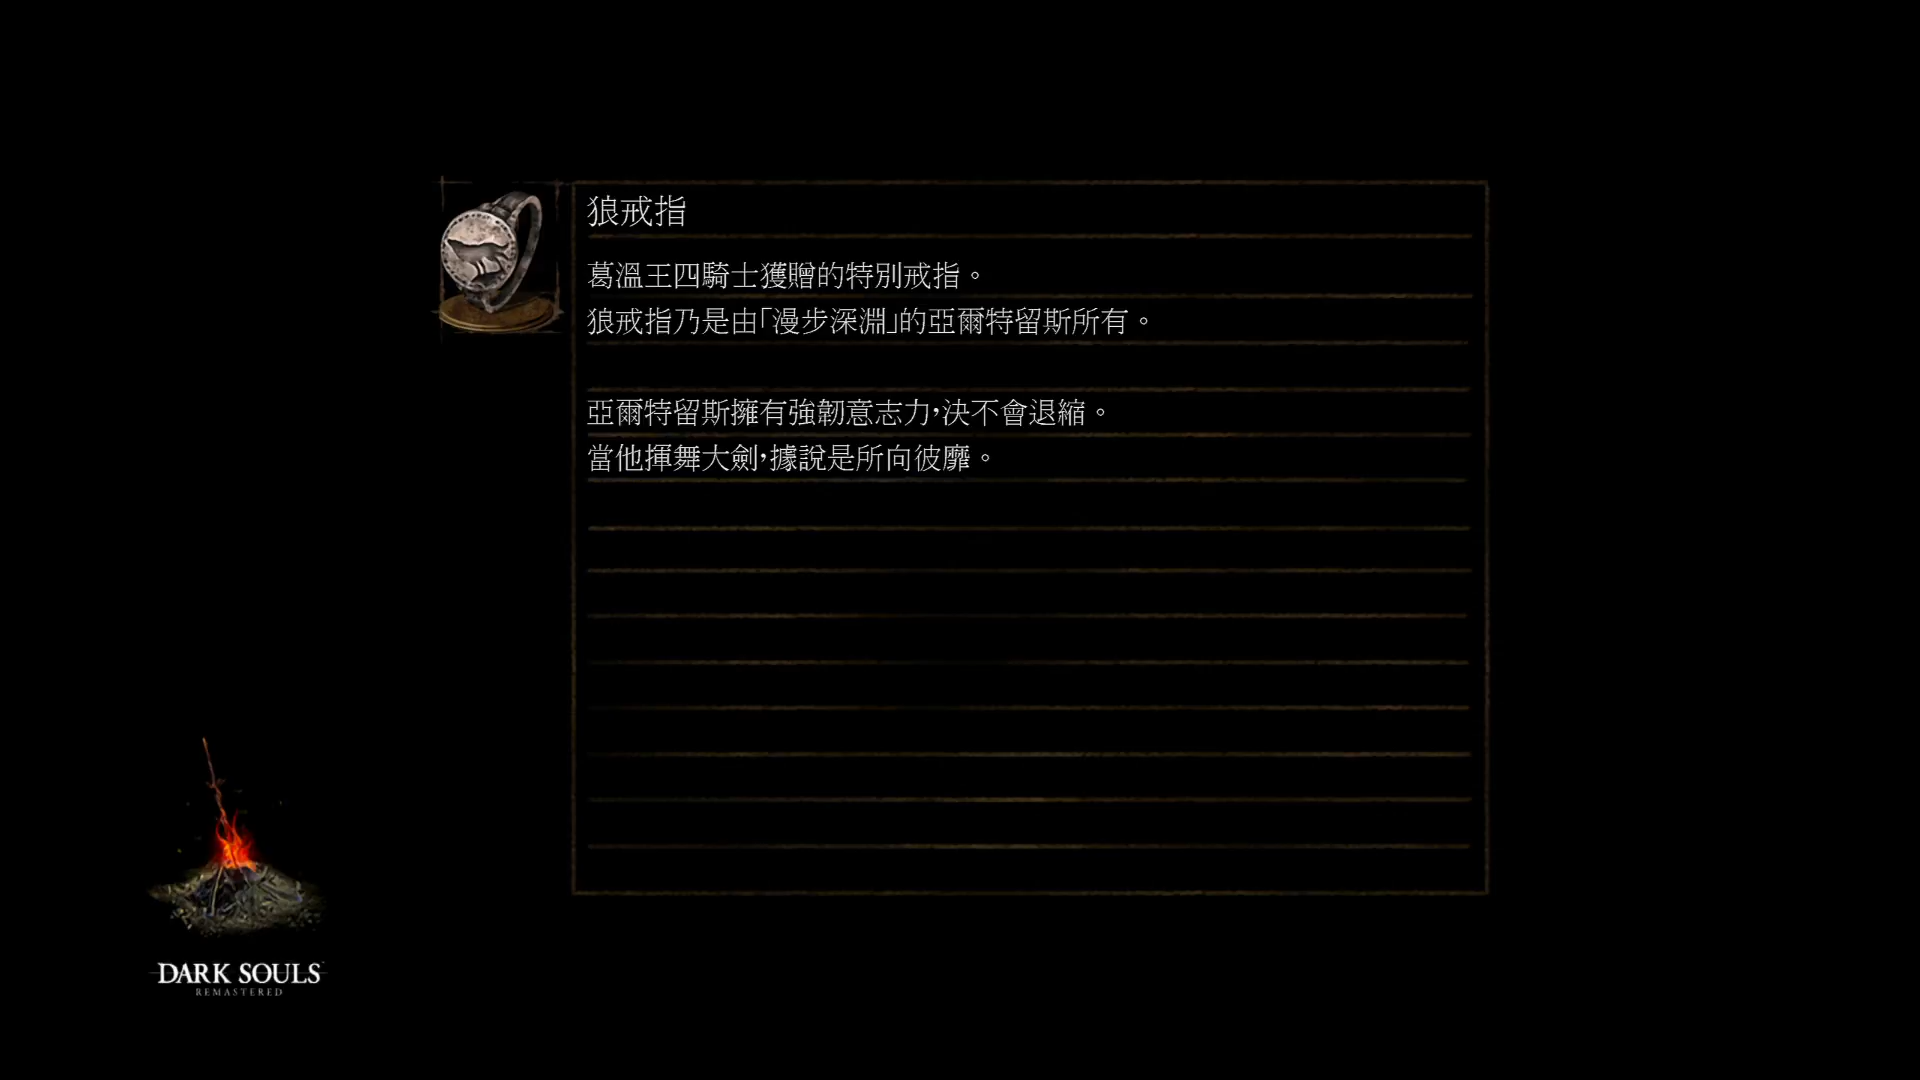 狼戒指
葛溫王四騎士獲贈的特別戒指。
狼戒指乃是由「漫步深淵」的亞爾特留斯所有。
亞爾特留斯擁有強韌意志力,決不會退縮。
當他揮舞大劍,據說是所向彼靡。
DARK SOULS
REMASTERED